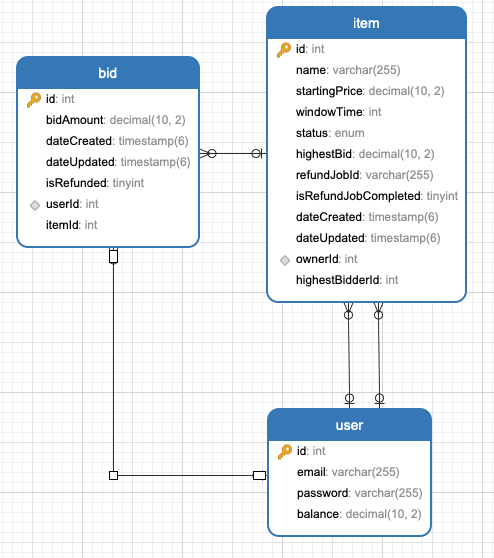 bid
id: int
bidAmount: decimal(10, 2)
dateCreated: timestamp(6)
dateUpdated: timestamp(6)
isRefunded: tinyint
userId: int
itemId: int
item
id: int
name: varchar(255)
startingPrice: decimal(10, 2)
windowTime: int
status: enum
highestBid: decimal(10, 2)
refundJobId: varchar(255)
isRefundJobCompleted: tinyint
dateCreated: timestamp(6)
dateUpdated: timestamp(6)
ownerId: int
highestBidderId: int
user
id: int
email: varchar(255)
password: varchar(255)
balance: decimal(10, 2)